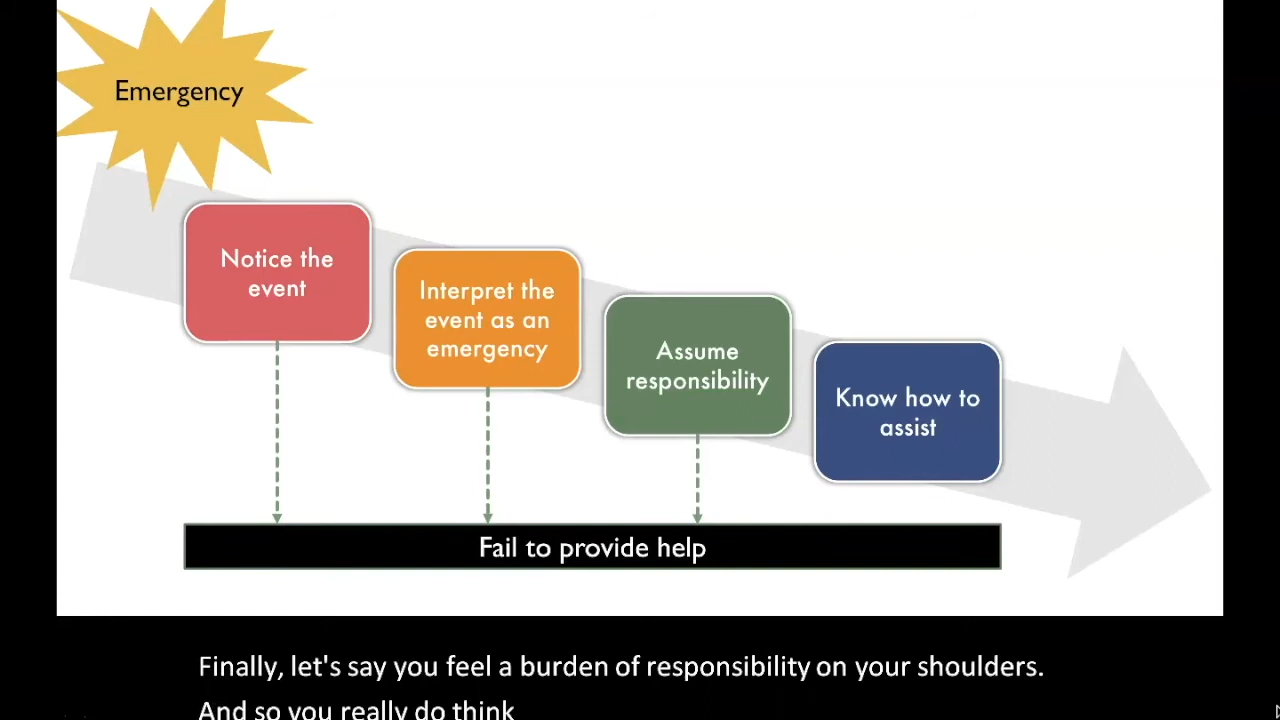 Emergency
Notice the
event
Interpret the
event as an
emergency
Assume
responsibility
Know how to
assist
Fail to provide help
Finally, let's say you feel a burden of responsibility on your shoulders.
And so you really do think